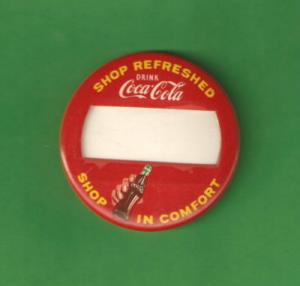 SHOP REFRESHED
DRINK
Coca-Cola
SHOP IN COMFORT